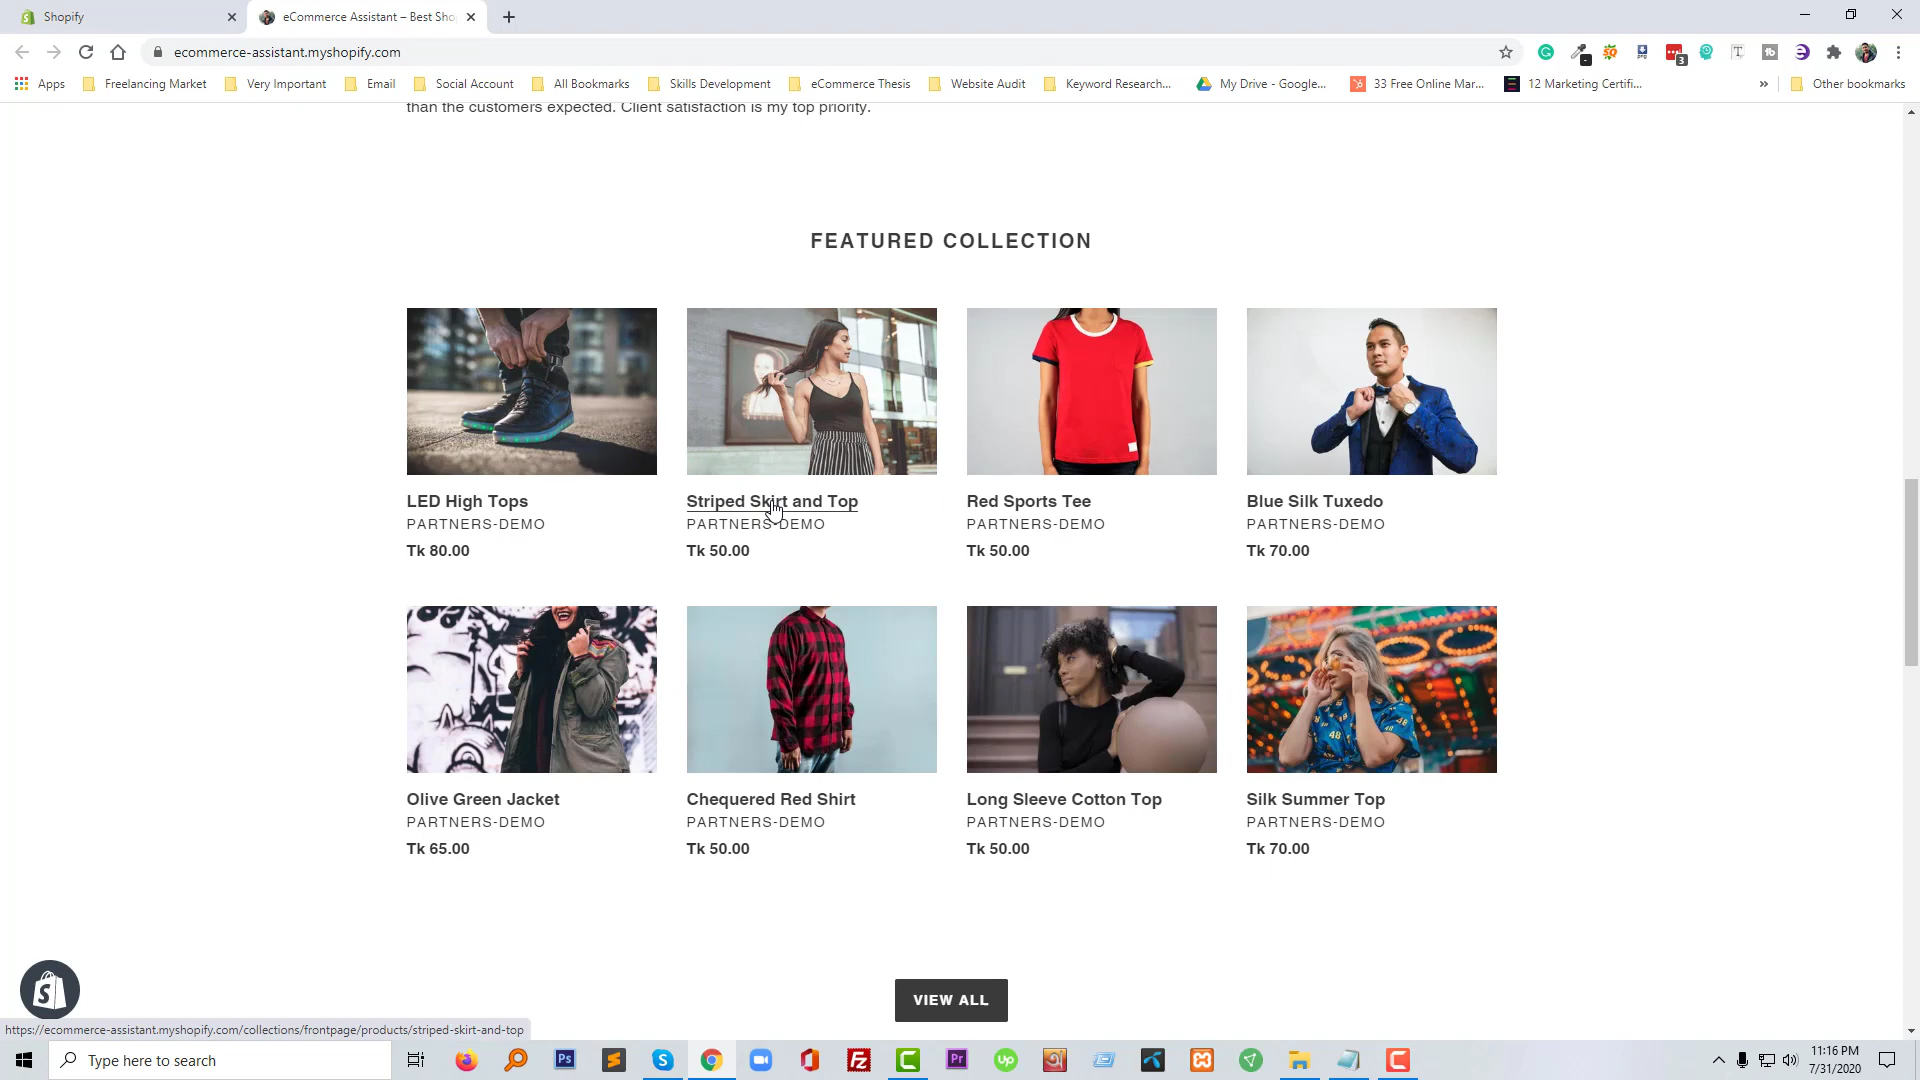 Shopify
eCommerce Assistant – Best Sho
ecommerce-assistant.myshopify.com
Apps
Freelancing Market
Very Important
Email
Social Account
All Bookmarks
Skills Development
eCommerce Thesis
Website Audit
Keyword Research...
My Drive - Google...
33 Free Online Mar...
12 Marketing Certifi...
Other bookmarks
than the customers expected. Client satisfaction is my top priority.
FEATURED COLLECTION
LED High Tops
PARTNERS-DEMO
Tk 80.00
Striped Skirt and Top
PARTNERS-DEMO
Tk 50.00
Red Sports Tee
PARTNERS-DEMO
Tk 50.00
Blue Silk Tuxedo
PARTNERS-DEMO
Tk 70.00
Olive Green Jacket
PARTNERS-DEMO
Tk 65.00
Chequered Red Shirt
PARTNERS-DEMO
Tk 50.00
Long Sleeve Cotton Top
PARTNERS-DEMO
Tk 50.00
Silk Summer Top
PARTNERS-DEMO
Tk 70.00
VIEW ALL
https://ecommerce-assistant.myshopify.com/collections/frontpage/products/striped-skirt-and-top
Type here to search
11:16 PM
7/31/2020